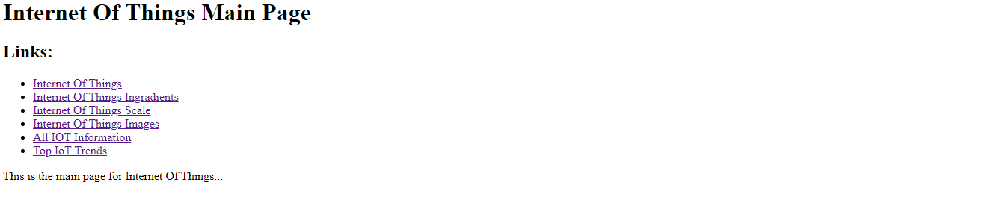 Internet Of Things Main Page
Links:
Internet Of Things
Internet Of Things Ingradients
Internet Of Things Scale
Internet Of Things Images
All IOT Information
Top IoT Trends
This is the main page for Internet Of Things...